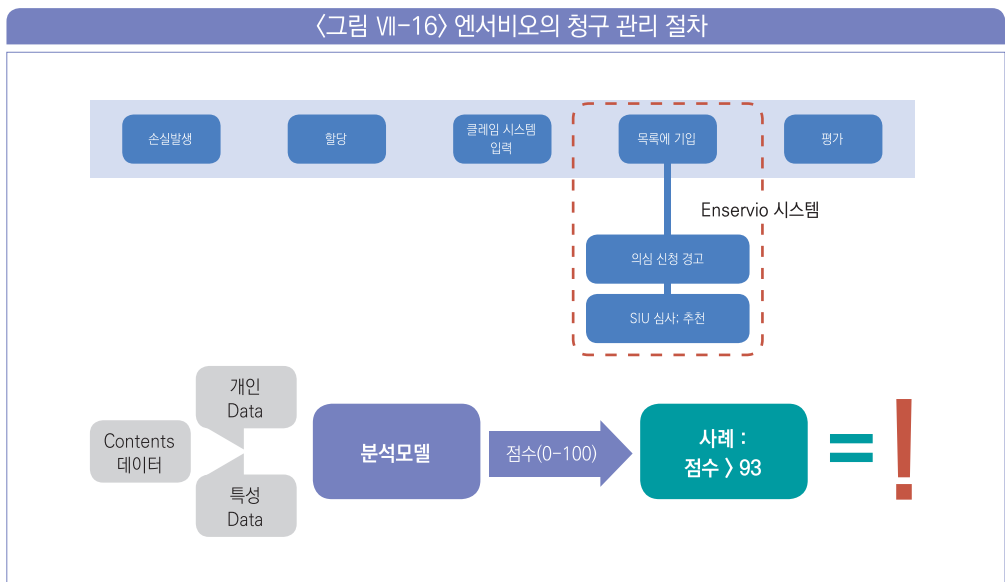 〈그림 Ⅶ-16〉 엔서비오의 청구 관리 절차
손실발생
할당
클레임 시스템
입력
목록에 기입
평가
Enservio 시스템
의심 신청 경고
SIU 심사: 추천
개인
Data
Contents
데이터
특성
Data
분석모델
점수(0-100)
사례 :
점수 〉 93
= !